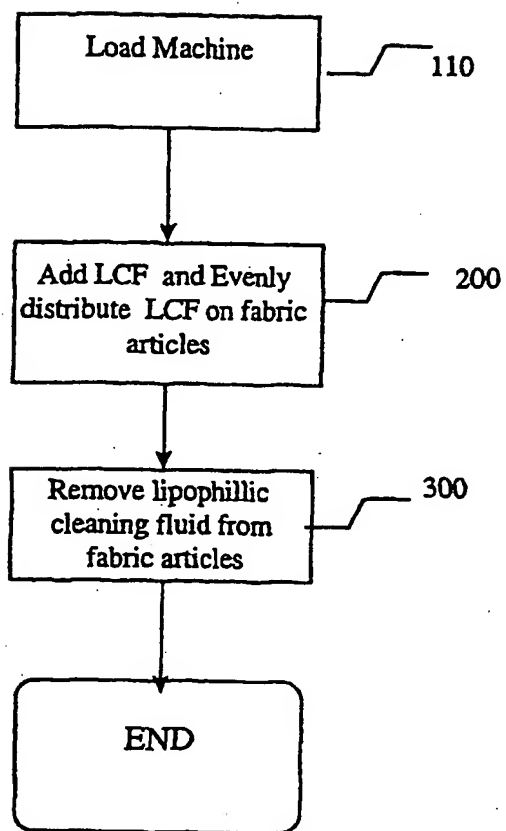 Load Machine
110
Add LCF and Evenly
distribute LCF on fabric
articles
200
Remove lipophillic
cleaning fluid from
fabric articles
300
END